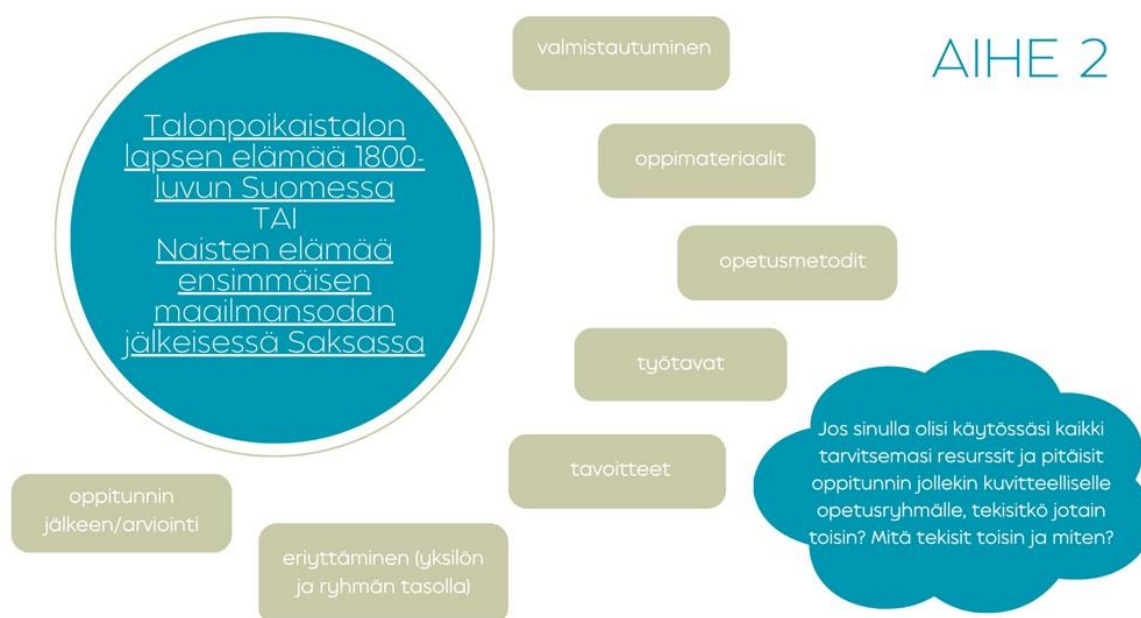 AIHE 2
Talonpoikaistalon
lapsen elämää 1800-
luvun Suomessa
TAI
Naisten elämää
ensimmäisen
maailmansodan
jälkeisessä Saksassa
valmistautuminen
oppimateriaalit
opetusmetodit
työtavat
tavoitteet
eriyttäminen (yksilön
ja ryhmän tasolla)
oppitunnin
jälkeen/arviointi
Jos sinulla olisi käytössäsi kaikki
tarvitsemasi resurssit ja pitäisit
oppitunnin jollekin kuvitteelliselle
opetusryhmälle, tekisitkö jotain
toisin? Mitä tekisit toisin ja miten?